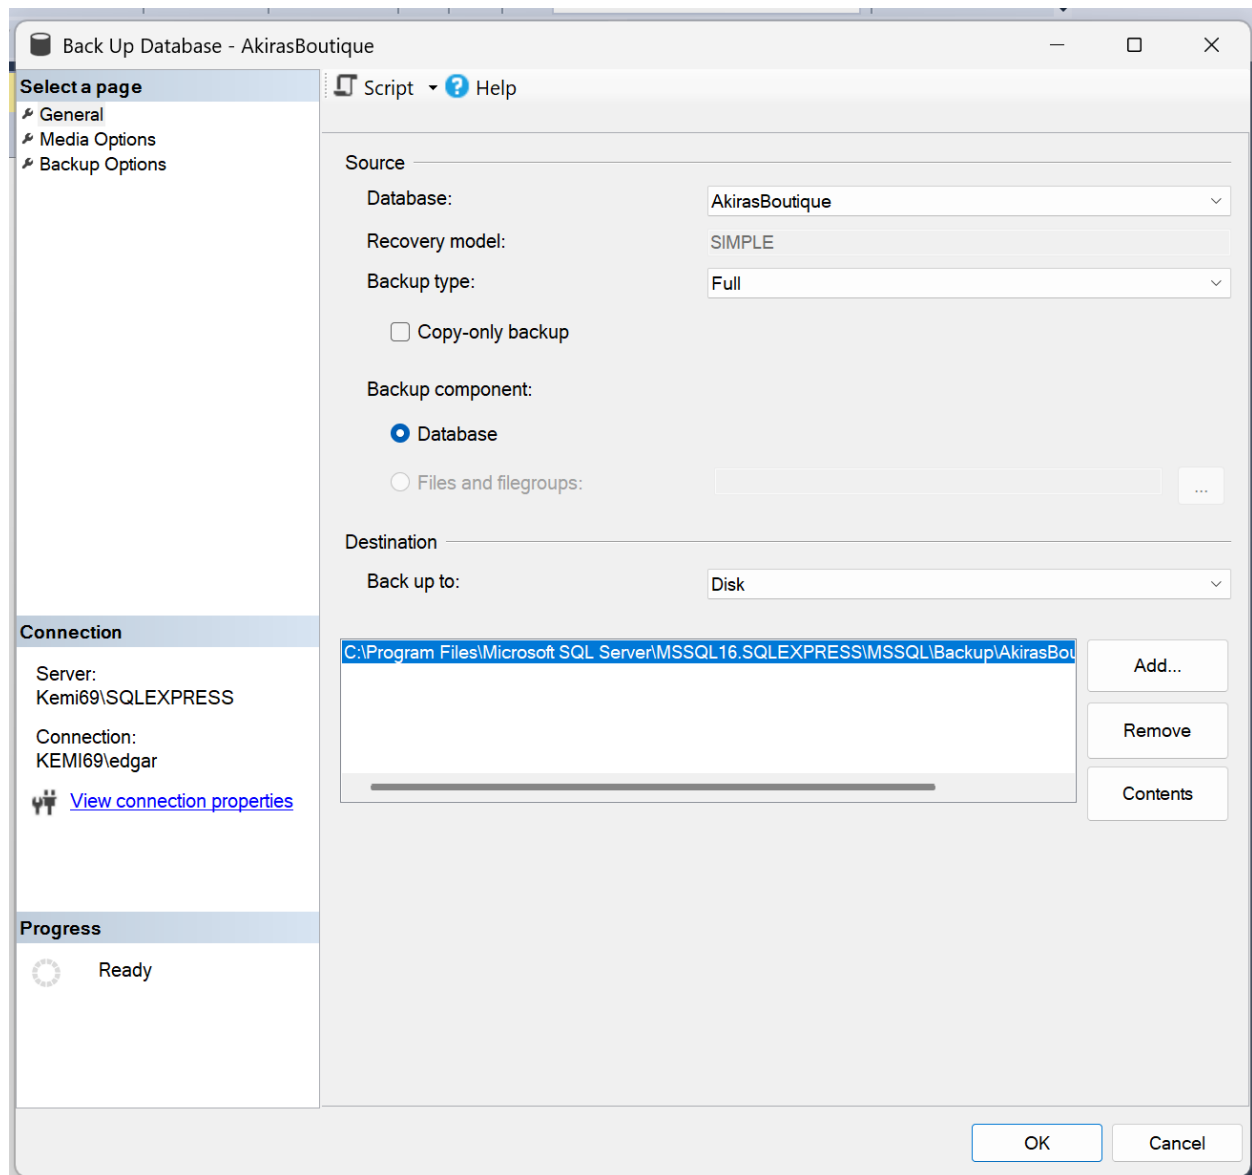 Back Up Database - AkirasBoutique
Select a page
General
Media Options
Backup Options
Script
Help
Source
Database:
AkirasBoutique
Recovery model:
SIMPLE
Backup type:
Full
Copy-only backup
Backup component:
Database
Files and filegroups:
...
Destination
Back up to:
Disk
C:\Program Files\Microsoft SQL Server\MSSQL16.SQLEXPRESS\MSSQL\Backup\AkirasBou
Add...
Remove
Contents
Connection
Server:
Kemi69\SQLEXPRESS
Connection:
KEMI69\edgar
View connection properties
Progress
Ready
OK
Cancel